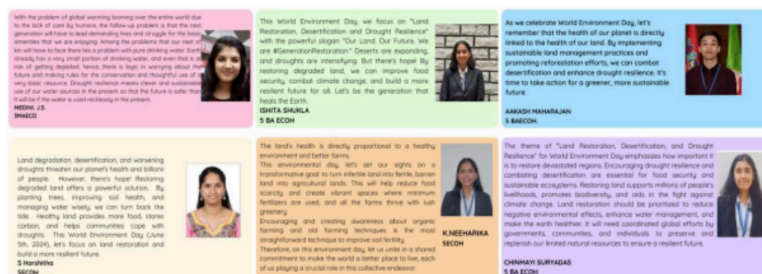 With the problem of global warming looming over the entire world due
to the lack of care by humans, the follow-up problem is that the next
generation will have to lead demanding lives and struggle for the basic
amenities that we are enjoying. Among the problems that our next of
kin will have to face there lies a problem with pure drinking water. Earth
already has a very small portion of drinking water, and even that is at
risk of getting depleted; hence, there is logic in worrying about the
future and making rules for the conservation and thoughtful use of a
very basic resource. Drought resilience means clever and sustainable
use of our water sources in the present so that the future is safer than
it will be if the water is used recklessly in the present.
MEDINI. J.S
3MAECO
This World Environment Day, we focus on "Land
Restoration, Desertification and Drought Resilience"
with the powerful slogan "Our Land. Our Future. We
are #GenerationRestoration." Deserts are expanding,
and droughts are intensifying. But there's hope! By
restoring degraded land, we can improve food
security, combat climate change, and build a more
resilient future for all. Let's be the generation that
heals the Earth.
ISHITA SHUKLA
5 BA ECOH
As we celebrate World Environment Day, let's
remember that the health of our planet is directly
linked to the health of our land. By implementing
sustainable land management practices and
promoting reforestation efforts, we can combat
desertification and enhance drought resilience. It's
time to take action for a greener, more sustainable
future
AAKASH MAHARAJAN
5 BAECOH.
Land degradation, desertification, and worsening
droughts threaten our planet's health and billions
of people. However, there's hope! Restoring
degraded land offers a powerful solution. By
planting trees, improving soil health, and
managing water wisely, we can turn back the
tide. Healthy land provides more food, stores
carbon, and helps communities cope with
droughts. This World Environment Day (June
5th, 2024), let's focus on land restoration and
build a more resilient future.
S Harshitha
5ECOH
The land's health is directly proportional to a healthy
environment and better farms.
This environmental day, let's set our sights on a
transformative goal: to turn infertile land into fertile, barren
land into agricultural lands. This will help reduce food
scarcity and create vibrant spaces where minimum
fertilizers are used, and all the farms thrive with lush
greenery.
Encouraging and creating awareness about organic
farming and old farming techniques is the most
straightforward technique to improve soil fertility.
Therefore, on this environment day, let us unite in a shared
commitment to make the world a better place to live, each
of us playing a crucial role in this collective endeavor.
K.NEEHARIKA
5ECOH
The theme of "Land Restoration, Desertification, and Drought
Resilience" for World Environment Day emphasizes how important it
is to restore devastated regions. Encouraging drought resilience and
combating desertification are essential for food security and
sustainable ecosystems. Restoring land supports millions of people's
livelihoods, promotes biodiversity, and aids in the fight against
climate change. Land restoration should be prioritized to reduce
negative environmental effects, enhance water management, and
make the earth healthier. It will need coordinated global efforts by
governments, communities, and individuals to preserve and
replenish our limited natural resources to ensure a resilient future.
CHINMAYI SURYADAS
5 BA ECOH